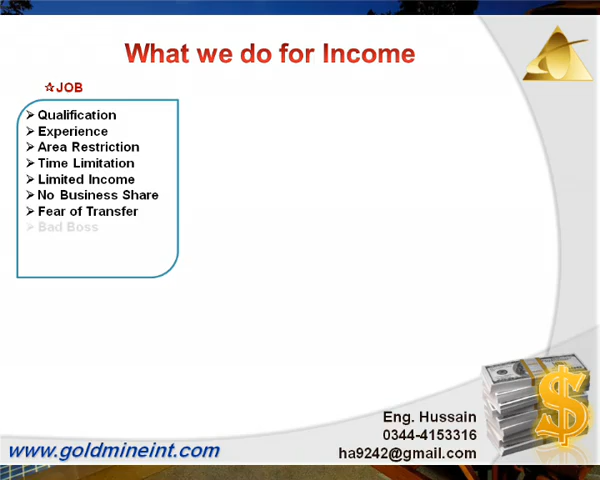 What we do for Income
JOB
Qualification
Experience
Area Restriction
Time Limitation
Limited Income
No Business Share
Fear of Transfer
Bad Boss
Eng. Hussain
0344-4153316
www.goldmineint.com
ha9242@gmail.com